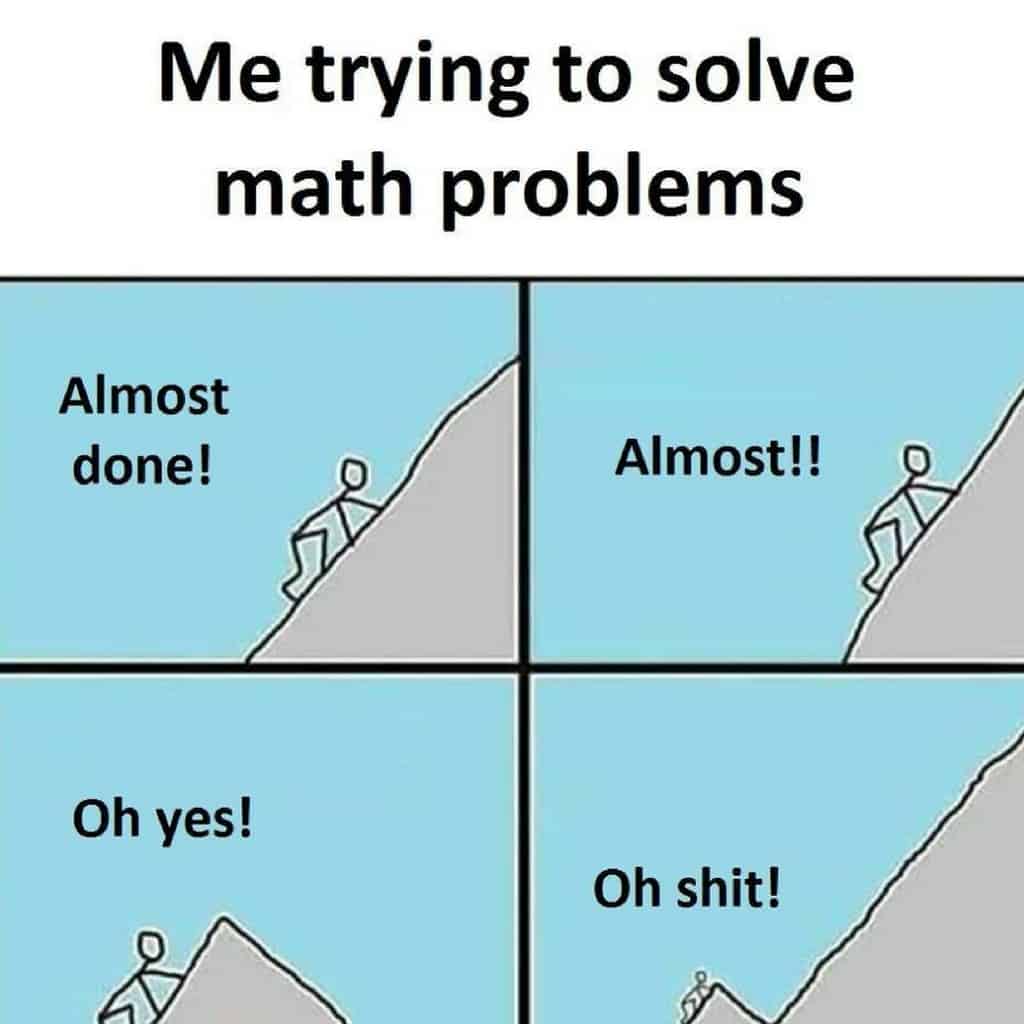 Me trying to solve
math problems
Almost
done!
Almost!!
Oh yes!
Oh shit!